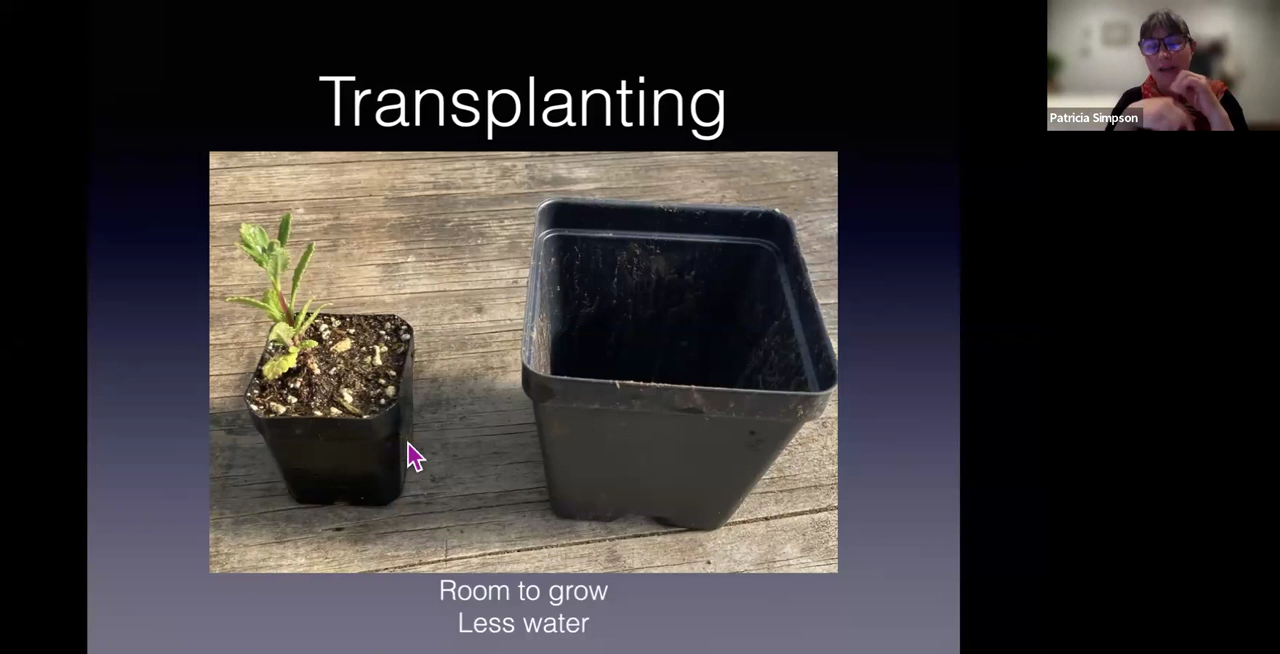 Transplanting
Patricia Simpson
Room to grow
Less water